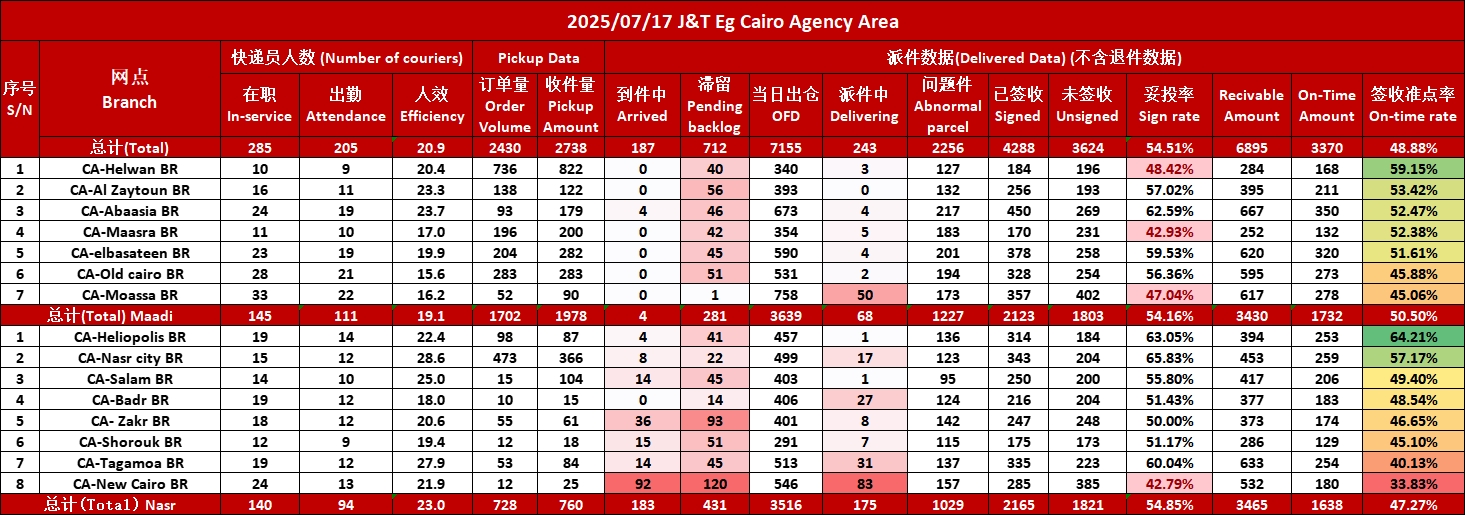 2025/07/17 J&T Eg Cairo Agency Area
序号 S/N 网点 Branch 快递员人数 (Number of couriers) Pickup Data 派件数据(Delivered Data) (不含退件数据)
在职 In-service 出勤 Attendance 人效 Efficiency 订单量 Order Volume 收件量 Pickup Amount 到件中 Arrived 滞留 Pending backlog 当日出仓 OFD 派件中 Delivering 问题件 Abnormal parcel 已签收 Signed 未签收 Unsigned 妥投率 Sign rate Recivable Amount On-Time Amount 签收准点率 On-time rate
总计(Total) 285 205 20.9 2430 2738 187 712 7155 243 2256 4288 3624 54.51% 6895 3370 48.88%
1 CA-Helwan BR 10 9 20.4 736 822 0 40 340 3 127 184 196 48.42% 284 168 59.15%
2 CA-Al Zaytoun BR 16 11 23.3 138 122 0 56 393 0 132 256 193 57.02% 395 211 53.42%
3 CA-Abaasia BR 24 19 23.7 93 179 4 46 673 4 217 450 269 62.59% 667 350 52.47%
4 CA-Maasra BR 11 10 17.0 196 200 0 42 354 5 183 170 231 42.93% 252 132 52.38%
5 CA-elbasateen BR 23 19 19.9 204 282 0 45 590 4 201 378 258 59.53% 620 320 51.61%
6 CA-Old cairo BR 28 21 15.6 283 283 0 51 531 2 194 328 254 56.36% 595 273 45.88%
7 CA-Moassa BR 33 22 16.2 52 90 0 1 758 50 173 357 402 47.04% 617 278 45.06%
总计(Total) Maadi 145 111 19.1 1702 1978 4 281 3639 68 1227 2123 1803 54.16% 3430 1732 50.50%
1 CA-Heliopolis BR 19 14 22.4 98 87 4 41 457 1 136 314 184 63.05% 394 253 64.21%
2 CA-Nasr city BR 15 12 28.6 473 366 8 22 499 17 123 343 204 65.83% 453 259 57.17%
3 CA-Salam BR 14 10 25.0 15 104 14 45 403 1 95 250 200 55.80% 417 206 49.40%
4 CA-Badr BR 19 12 18.0 10 15 0 14 406 27 124 216 204 51.43% 377 183 48.54%
5 CA- Zakr BR 18 12 20.6 55 61 36 93 401 8 142 247 248 50.00% 373 174 46.65%
6 CA-Shorouk BR 12 9 19.4 12 18 15 51 291 7 115 175 173 51.17% 286 129 45.10%
7 CA-Tagamoa BR 19 12 27.9 53 84 14 45 513 31 137 335 223 60.04% 633 254 40.13%
8 CA-New Cairo BR 24 13 21.9 12 25 92 120 546 83 157 285 385 42.79% 532 180 33.83%
总计(Total) Nasr 140 94 23.0 728 760 183 431 3516 175 1029 2165 1821 54.85% 3465 1638 47.27%